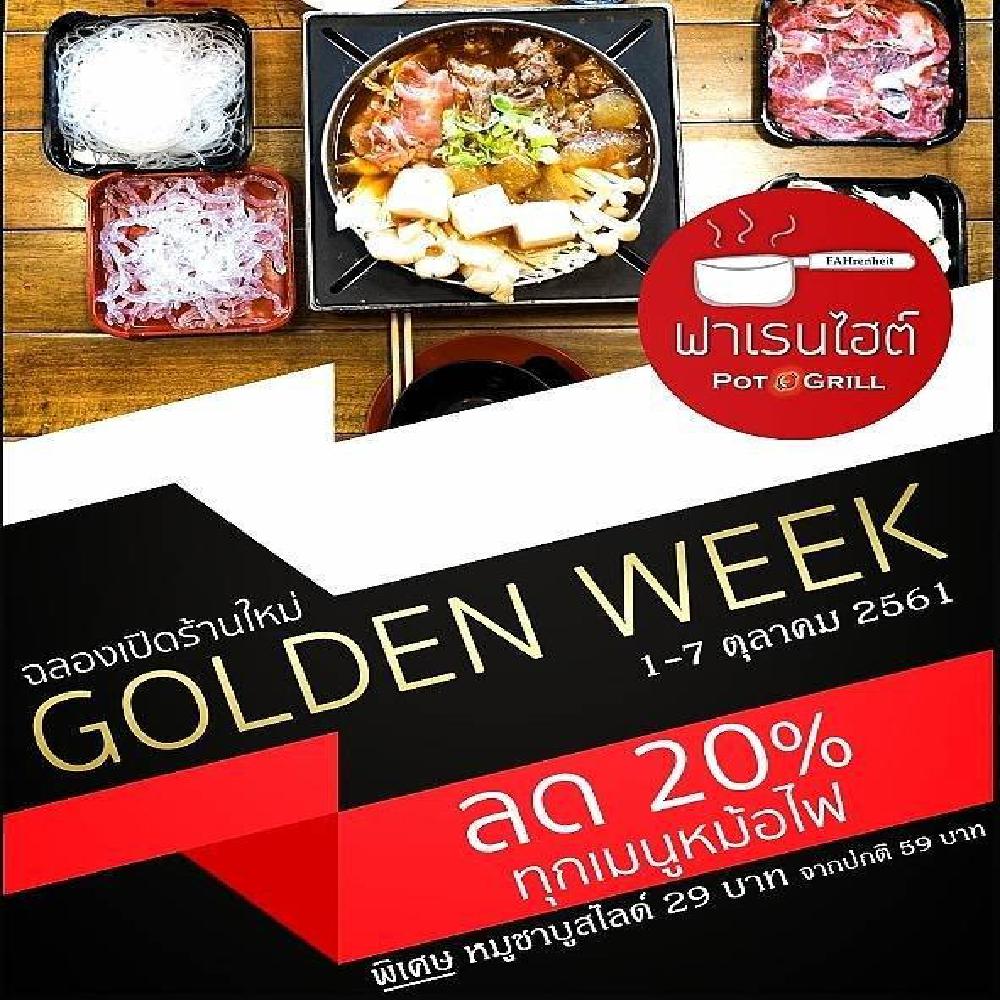 FAHrenheit
ฟาเรนไฮต์
POT GRILL
ฉลองเปิดร้านใหม่
GOLDEN WEEK
1-7 ตุลาคม 2561
ลด 20%
ทุกเมนูหม้อไฟ
พิเศษ หมูชาบูสไลด์ 29 บาท จากปกติ 59 บาท